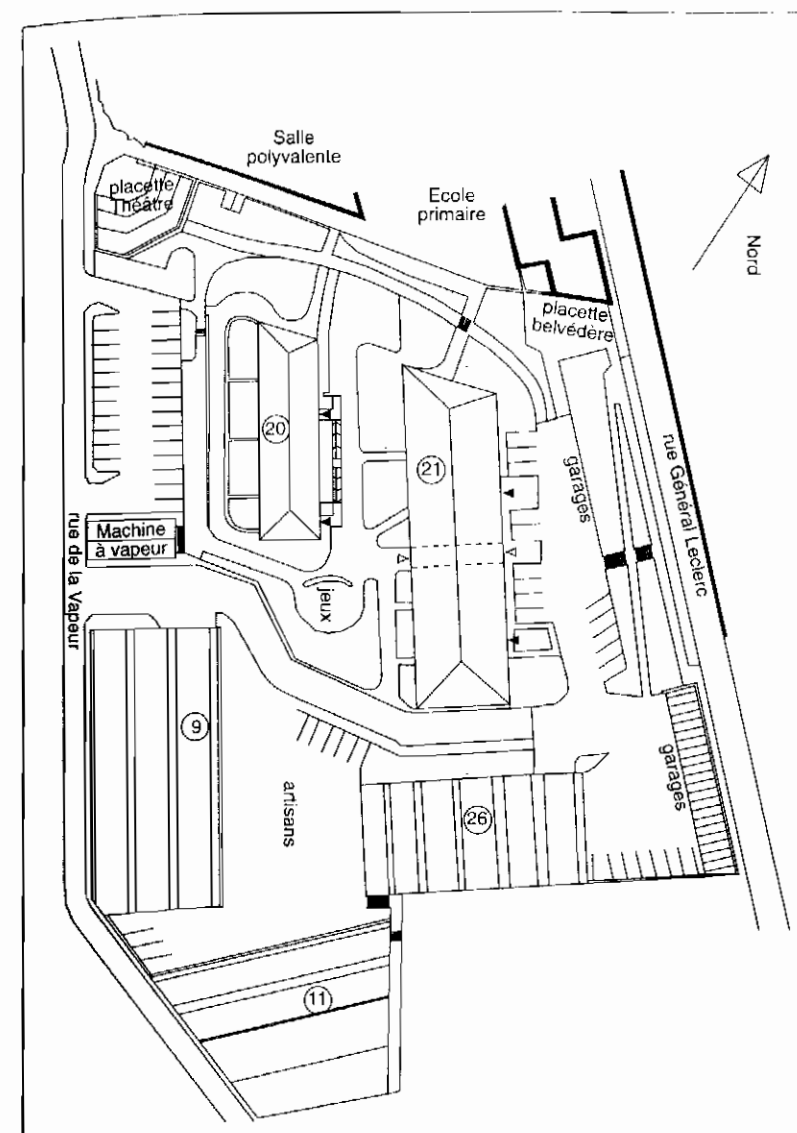 Salle
polyvalente
Ecole
primaire
placette
Théâtre
Nord
placette
belvédère
rue Général Leclerc
20
21
garages
Machine
à vapeur
rue de la Vapeur
jeux
9
artisans
26
garages
11